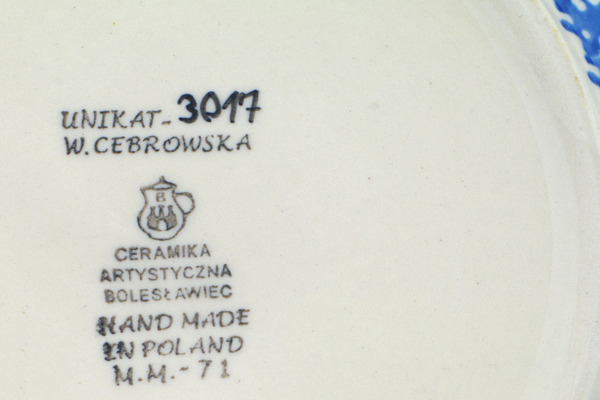 UNIKAT-3017
W. CEBROWSKA
B
CERAMIKA
ARTYSTYCZNA
BOLESŁAWIEC
HAND MADE
IN POLAND
M.M.-71